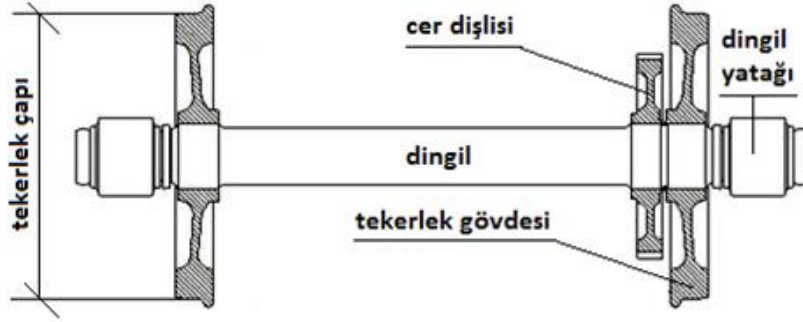 tekerlek çapı
cer dişlisi
dingil
yatağı
dingil
tekerlek gövdesi